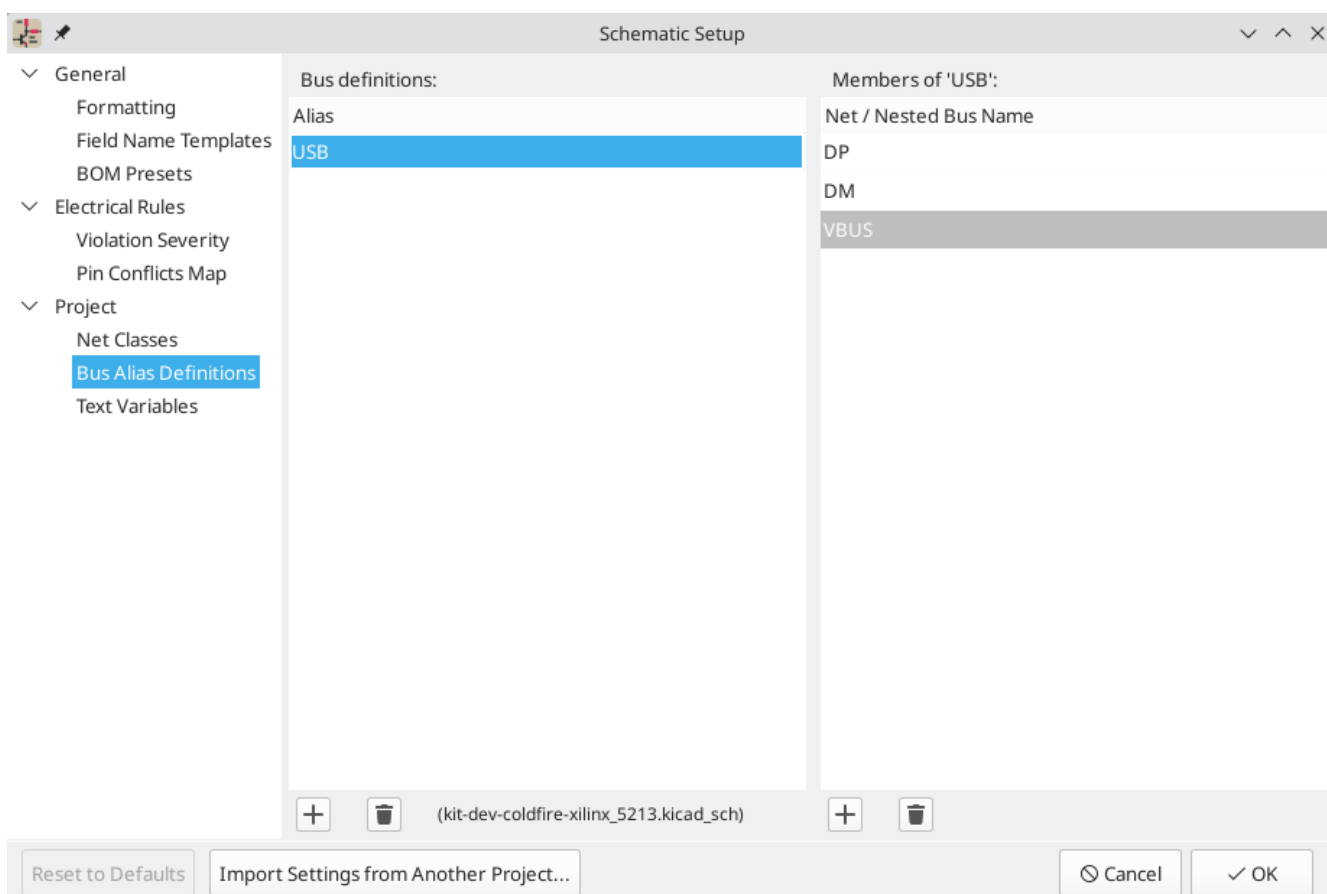 Schematic Setup
General
Formatting
Field Name Templates
BOM Presets
Electrical Rules
Violation Severity
Pin Conflicts Map
Project
Net Classes
Bus Alias Definitions
Text Variables
Bus definitions:
Alias
USB
(kit-dev-coldfire-xilinx_5213.kicad_sch)
Members of 'USB':
Net / Nested Bus Name
DP
DM
VBUS
Reset to Defaults
Import Settings from Another Project...
Cancel
OK